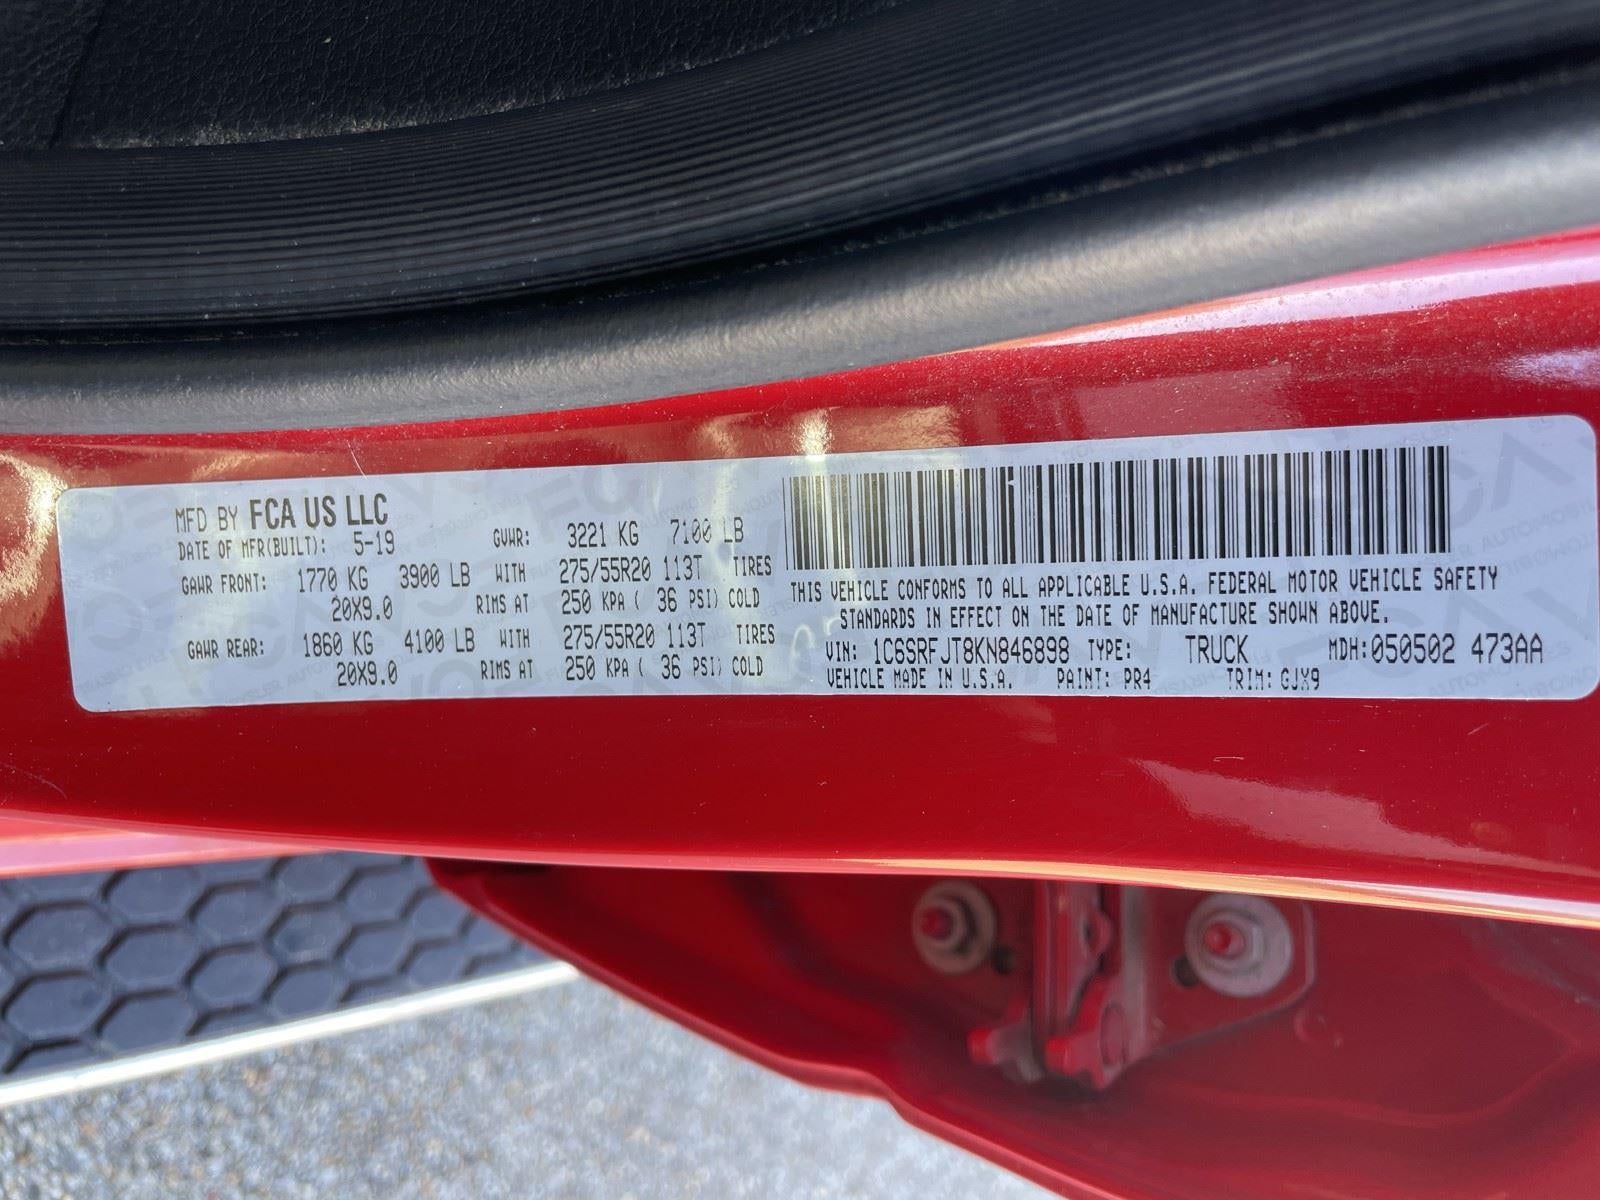 MFD BY FCA US LLC
DATE OF MFR(BUILT): 5-19 GVWR: 3221 KG 7100 LB
GAWR FRONT: 1770 KG 3900 LB WITH 275/55R20 113T TIRES
20X9.0 RIMS AT 250 KPA ( 36 PSI) COLD
GAWR REAR: 1860 KG 4100 LB WITH 275/55R20 113T TIRES
20X9.0 RIMS AT 250 KPA ( 36 PSI) COLD
THIS VEHICLE CONFORMS TO ALL APPLICABLE U.S.A. FEDERAL MOTOR VEHICLE SAFETY
STANDARDS IN EFFECT ON THE DATE OF MANUFACTURE SHOWN ABOVE.
VIN: 1C6SRFJT8KN846898 TYPE: TRUCK MDH: 050502 473AA
VEHICLE MADE IN U.S.A. PAINT: PR4 TRIM: GJX9